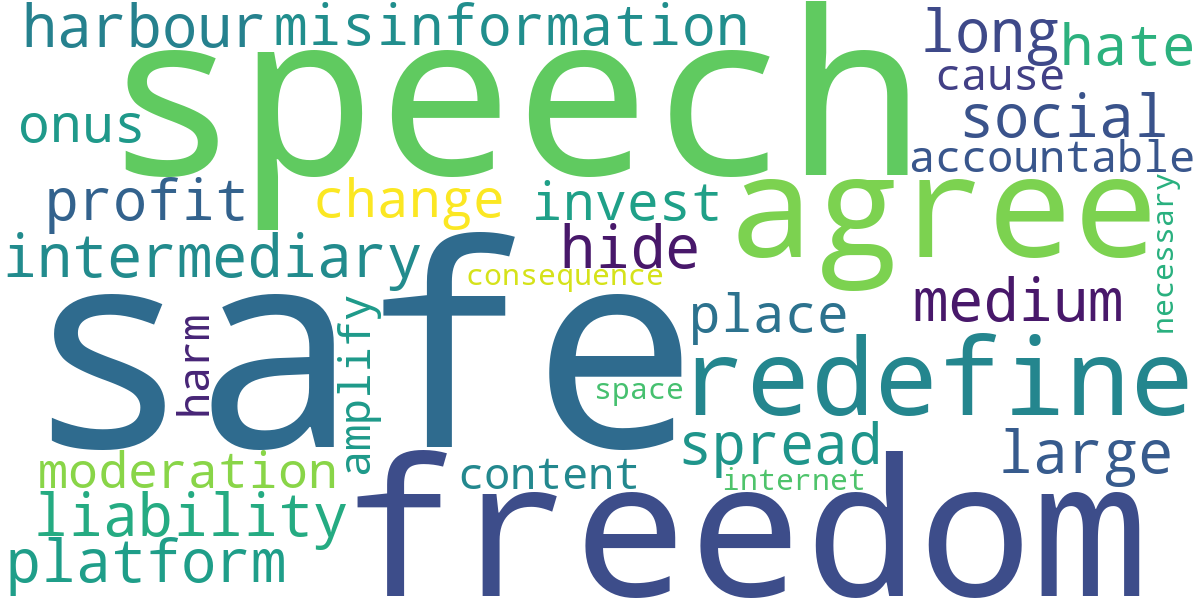 harbour misinformation long hate
speech
cause
onus social
accountable
profit change invest agree necessary
intermediary hide
consequence
safe place medium
harm amplify space redefine
moderation content spread large
internet
liability freedom
platform